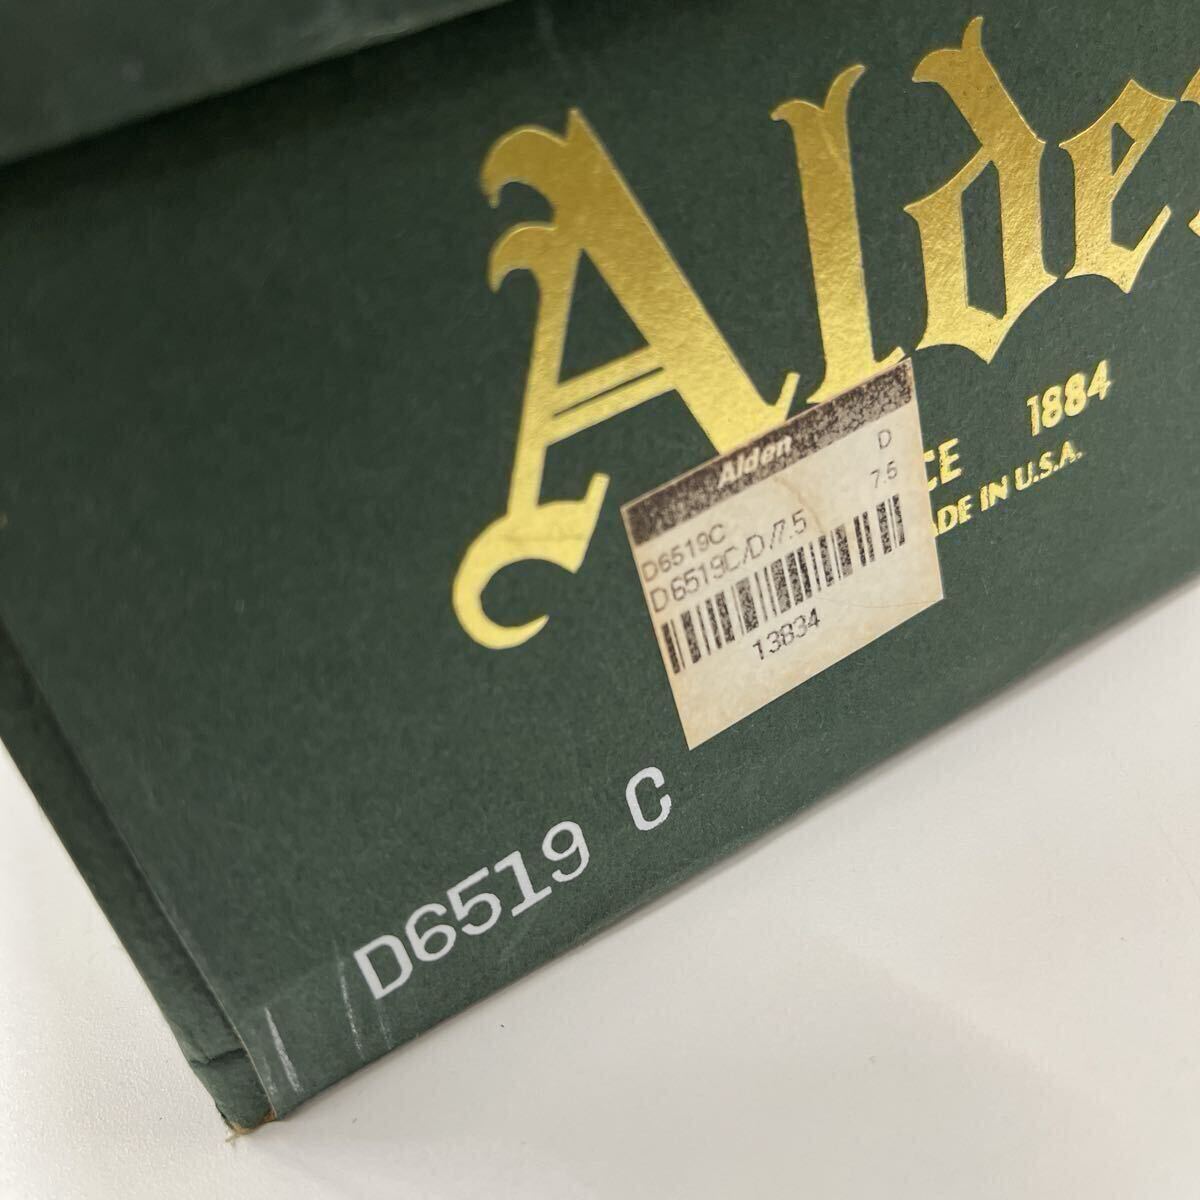 Alde
CE 1884
ADE IN U.S.A.
Alden D
D6519C 7.5
D6519C/D/7.5
13834
D6519 C